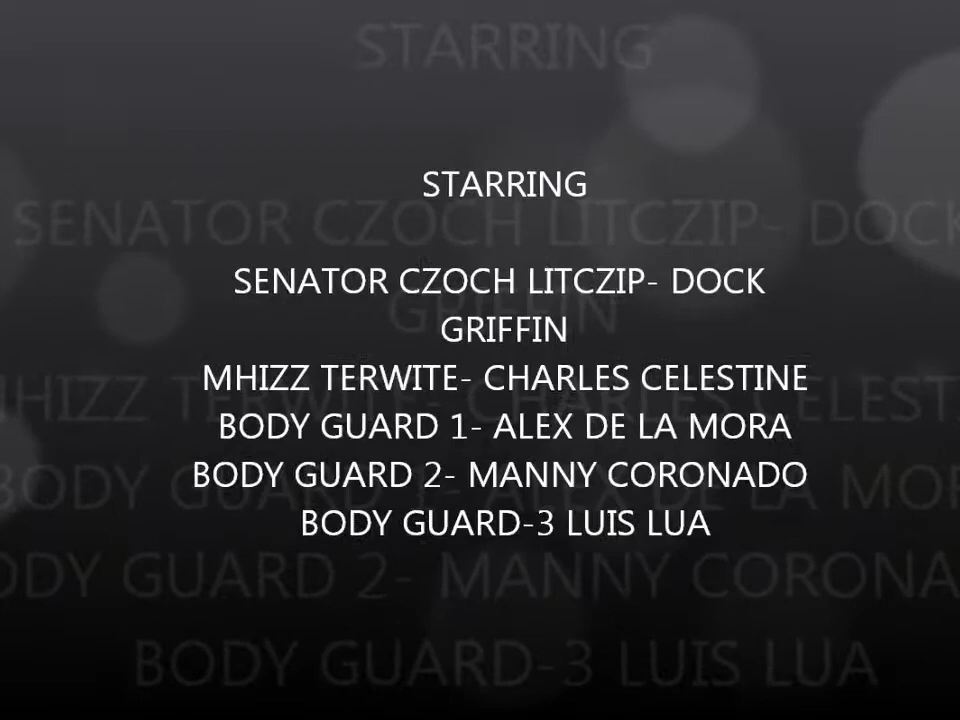 STARRING
SENATOR CZOCH LITCZIP- DOCK
GRIFFIN
MHIZZ TERWITE- CHARLES CELESTINE
BODY GUARD 1- ALEX DE LA MORA
BODY GUARD 2- MANNY CORONADO
BODY GUARD-3 LUIS LUA